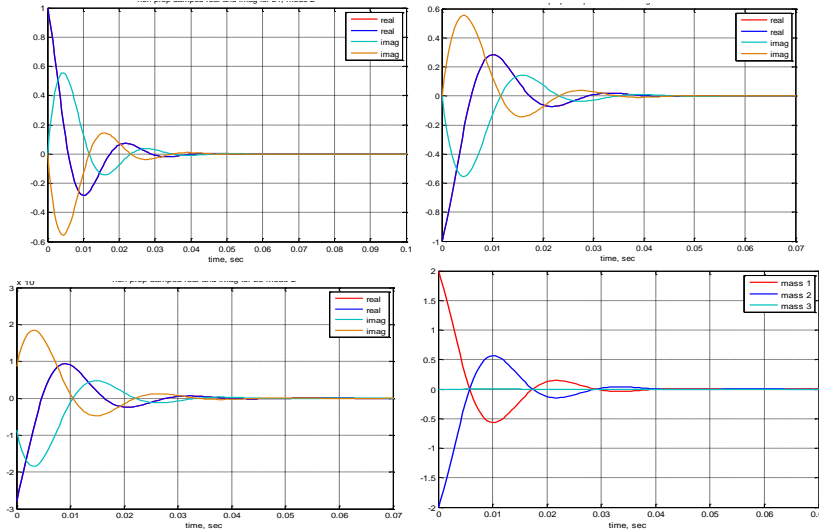 1
0.8
0.6
0.4
0.2
0
-0.2
-0.4
-0.6
0 0.01 0.02 0.03 0.04 0.05 0.06 0.07 0.08 0.09 0.1
time, sec
real
real
imag
imag
0.6
0.4
0.2
0
-0.2
-0.4
-0.6
-0.8
-1
0 0.01 0.02 0.03 0.04 0.05 0.06 0.07
time, sec
real
real
imag
imag
x 10
3
2
1
0
-1
-2
-3
0 0.01 0.02 0.03 0.04 0.05 0.06 0.07
time, sec
real
real
imag
imag
2
1.5
1
0.5
0
-0.5
-1
-1.5
-2
0 0.01 0.02 0.03 0.04 0.05 0.06
time, sec
mass 1
mass 2
mass 3